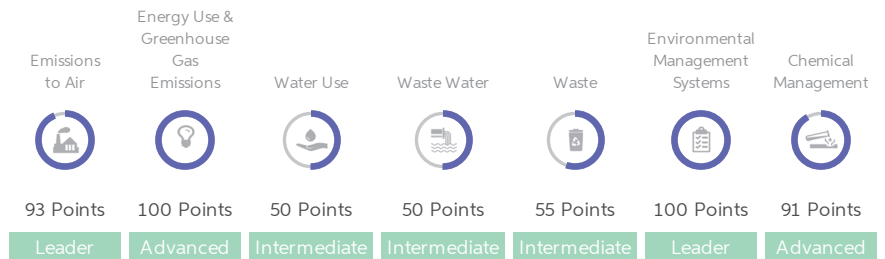 Emissions
to Air
Energy Use &
Greenhouse
Gas
Emissions
Water Use
Waste Water
Waste
Environmental
Management
Systems
Chemical
Management
93 Points
100 Points
50 Points
50 Points
55 Points
100 Points
91 Points
Leader
Advanced
Intermediate
Intermediate
Intermediate
Leader
Advanced